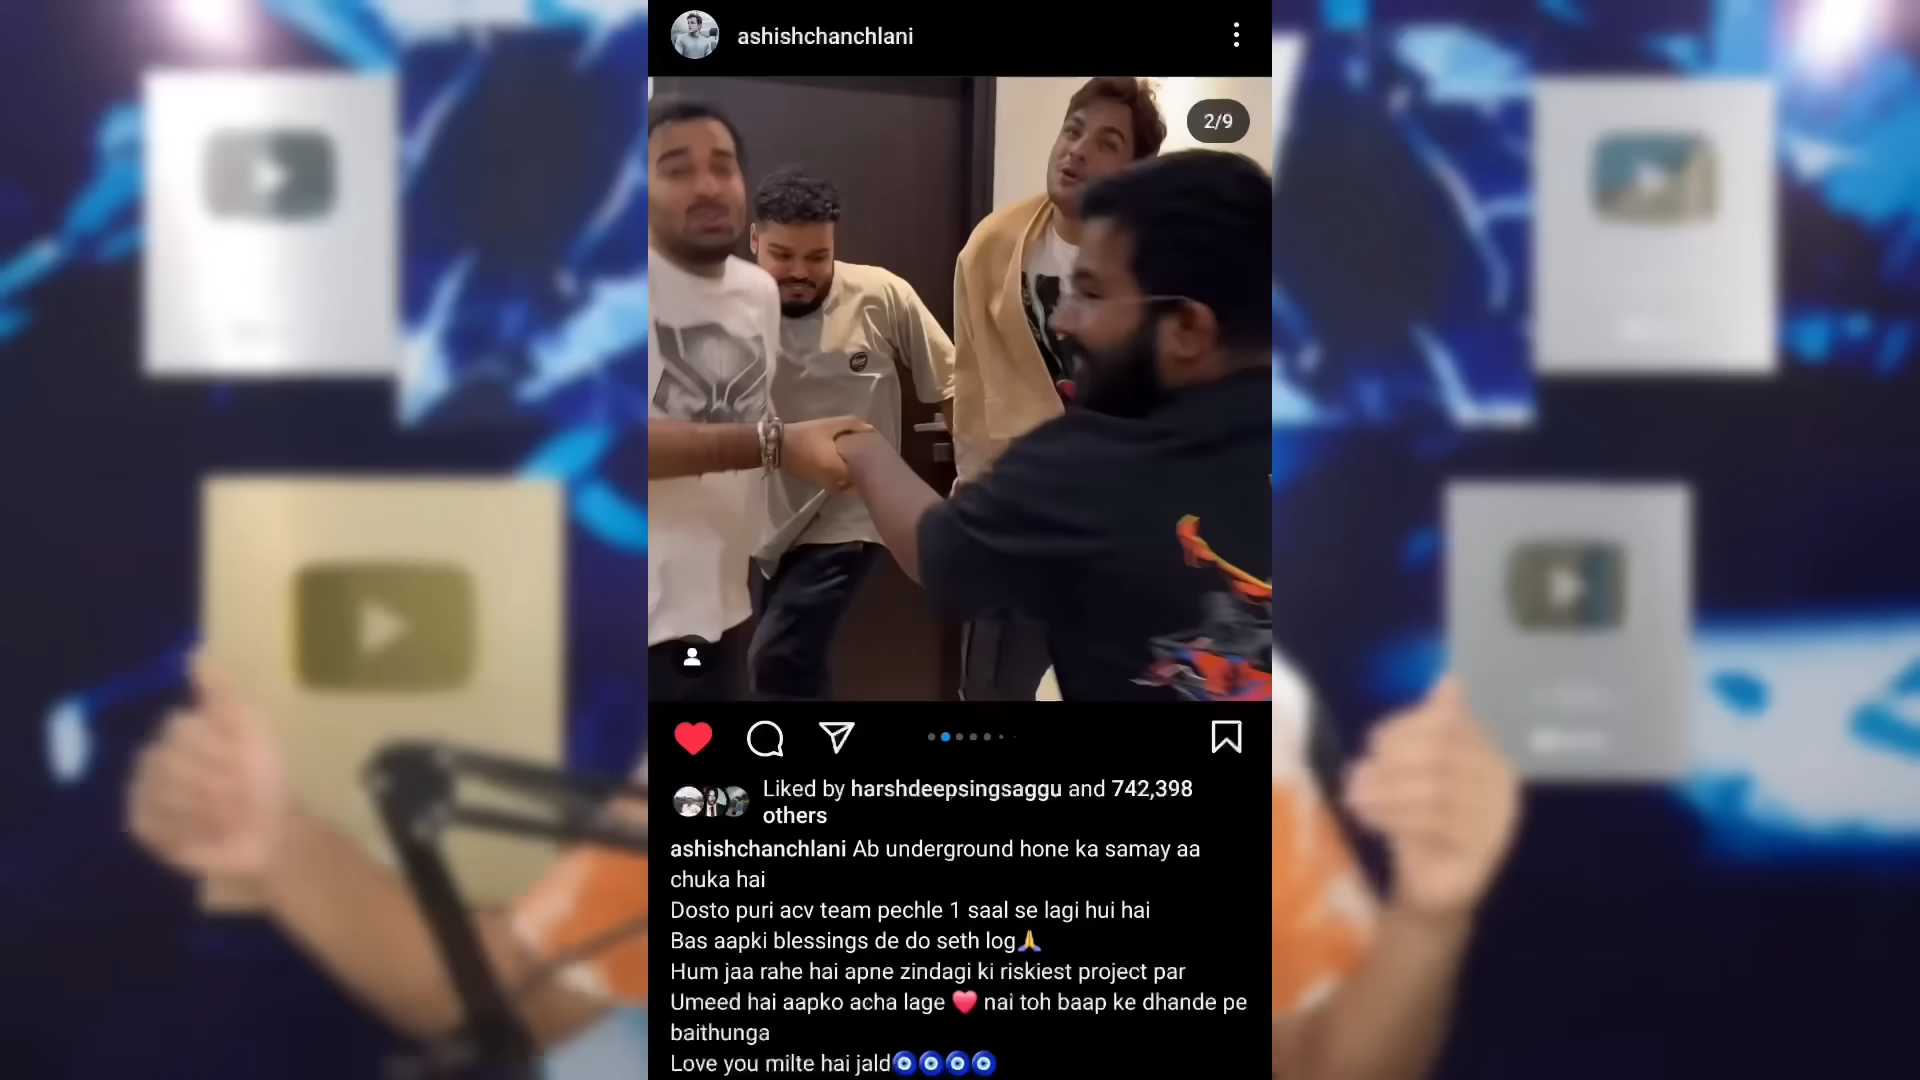 ashishchanchlani
2/9
Liked by harshdeepsingsaggu and 742,398
others
ashishchanchlani Ab underground hone ka samay aa
chuka hai
Dosto puri acv team pechle 1 saal se lagi hui hai
Bas aapki blessings de do seth log🙏
Hum jaa rahe hai apne zindagi ki riskiest project par
Umeed hai aapko acha lage ❤️ nai toh baap ke dhande pe
baithunga
Love you milte hai jald🧿🧿🧿🧿